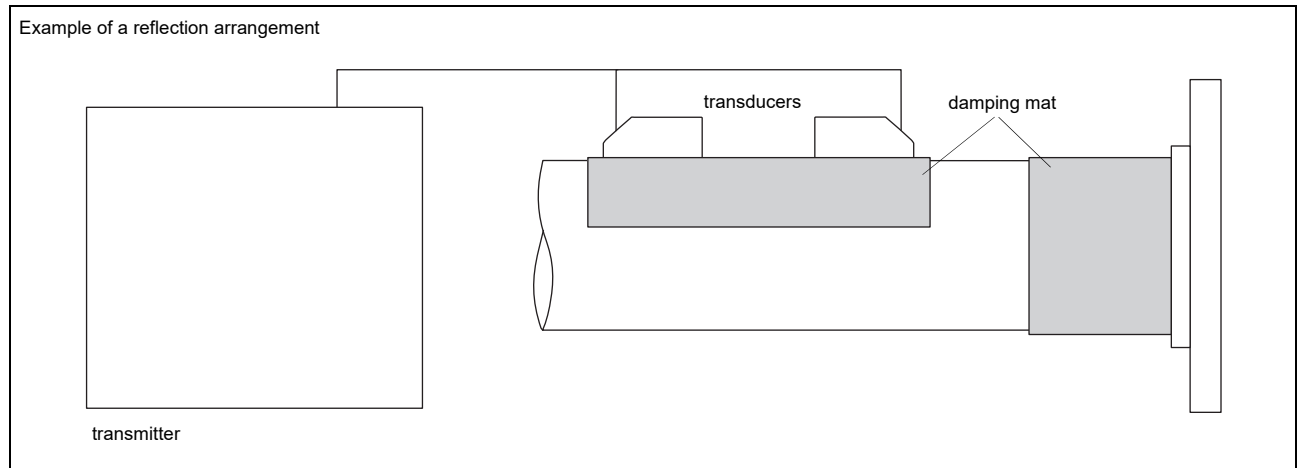 Example of a reflection arrangement
transducers
damping mat
transmitter